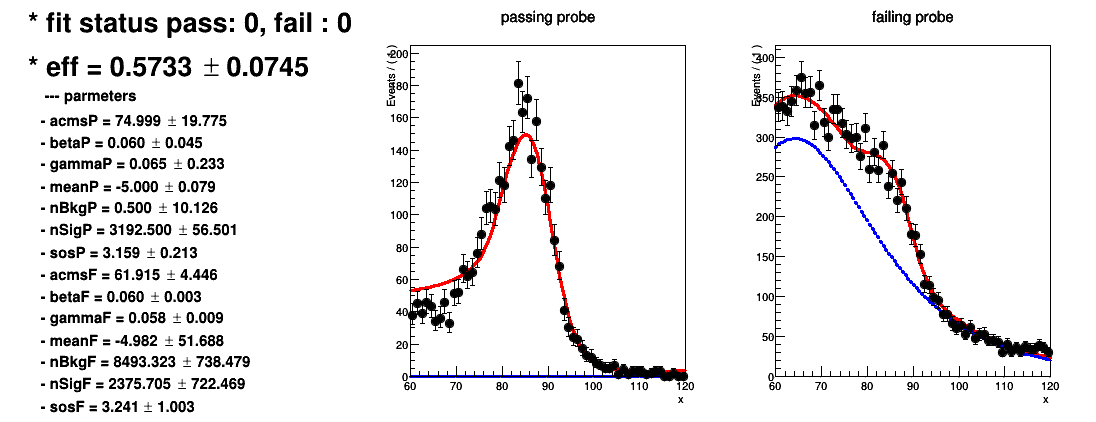 * fit status pass: 0, fail : 0
* eff = 0.5733 ± 0.0745
--- parmeters
- acmsP = 74.999 ± 19.775
- betaP = 0.060 ± 0.045
- gammaP = 0.065 ± 0.233
- meanP = -5.000 ± 0.079
- nBkgP = 0.500 ± 10.126
- nSigP = 3192.500 ± 56.501
- sosP = 3.159 ± 0.213
- acmsF = 61.915 ± 4.446
- betaF = 0.060 ± 0.003
- gammaF = 0.058 ± 0.009
- meanF = -4.982 ± 51.688
- nBkgF = 8493.323 ± 738.479
- nSigF = 2375.705 ± 722.469
- sosF = 3.241 ± 1.003
passing probe
Events / ( 1 )
200
180
160
140
120
100
80
60
40
20
0
60 70 80 90 100 110 120
x
failing probe
Events / ( 1 )
400
350
300
250
200
150
100
50
0
60 70 80 90 100 110 120
x